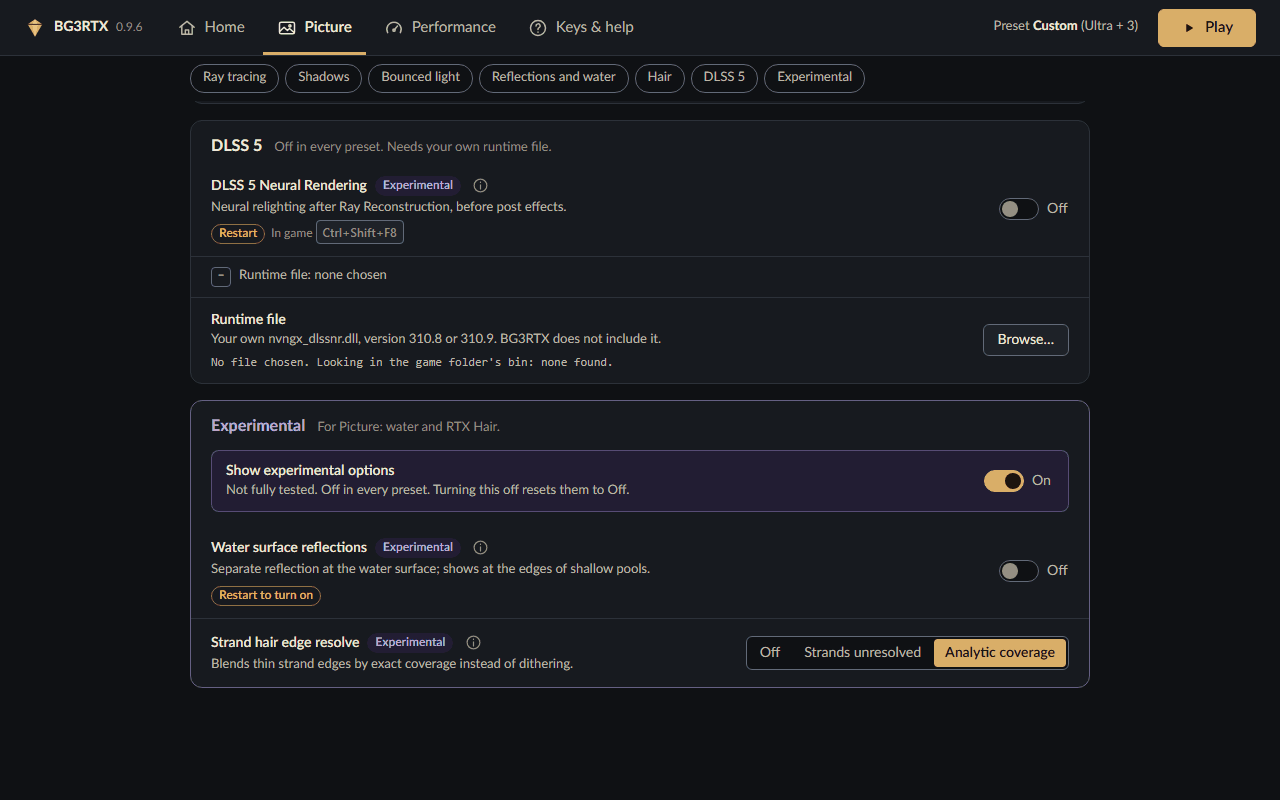 BG3RTX 0.9.6 Home Picture Performance Keys & help Preset Custom (Ultra + 3) Play
Ray tracing Shadows Bounced light Reflections and water Hair DLSS 5 Experimental
DLSS 5 Off in every preset. Needs your own runtime file.
DLSS 5 Neural Rendering Experimental
Neural relighting after Ray Reconstruction, before post effects.
Off
Restart In game Ctrl+Shift+F8
Runtime file: none chosen
Runtime file
Your own nvngx_dlssnr.dll, version 310.8 or 310.9. BG3RTX does not include it.
Browse...
No file chosen. Looking in the game folder's bin: none found.
Experimental For Picture: water and RTX Hair.
Show experimental options
Not fully tested. Off in every preset. Turning this off resets them to Off.
On
Water surface reflections Experimental
Separate reflection at the water surface; shows at the edges of shallow pools.
Off
Restart to turn on
Strand hair edge resolve Experimental
Blends thin strand edges by exact coverage instead of dithering.
Off Strands unresolved Analytic coverage